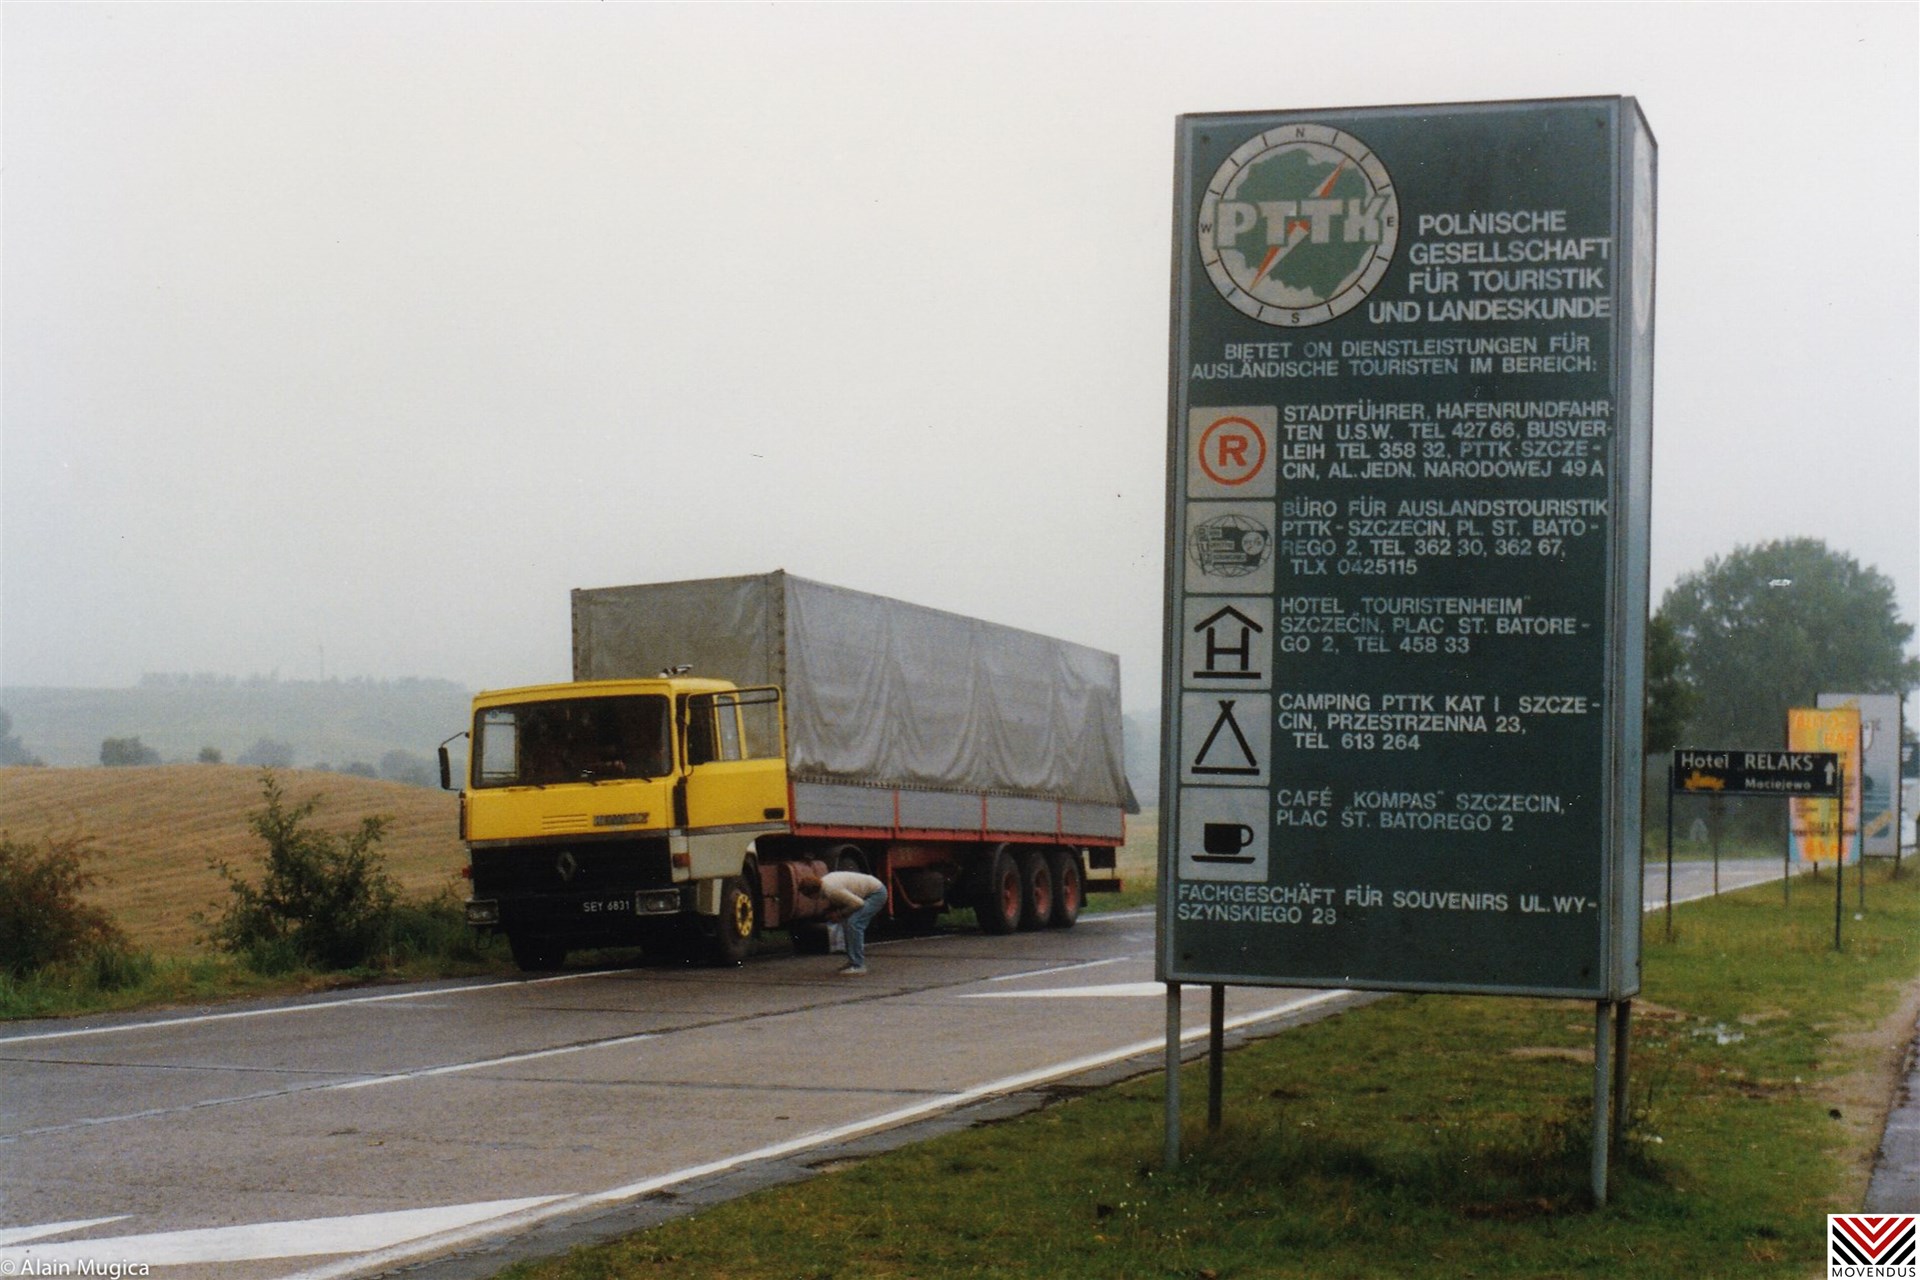 N
W
E
S
PTTK
POLNISCHE
GESELLSCHAFT
FÜR TOURISTIK
UND LANDESKUNDE
BIETET ON DIENSTLEISTUNGEN FÜR
AUSLÄNDISCHE TOURISTEN IM BEREICH:
R
STADTFÜHRER, HAFENRUNDFAHR-
TEN U.S.W. TEL 427 66, BUSVER-
LEIH TEL 358 32, PTTK SZCZE-
CIN, AL. JEDN. NARODOWEJ 49 A
BÜRO FÜR AUSLANDSTOURISTIK
PTTK - SZCZECIN, PL. ST. BATO-
REGO 2, TEL 362 30, 362 67,
TLX 0425115
H
HOTEL "TOURISTENHEIM"
SZCZECIN, PLAC ST. BATORE-
GO 2, TEL 458 33
CAMPING PTTK KAT I SZCZE-
CIN, PRZESTRZENNA 23,
TEL 613 264
CAFÉ „KOMPAS" SZCZECIN,
PLAC ST. BATOREGO 2
FACHGESCHÄFT FÜR SOUVENIRS UL. WY-
SZYŃSKIEGO 28
Hotel RELAKS
Maciejewo
RENAULT
SEY 6831
© Alain Mugica
MOVENDUS